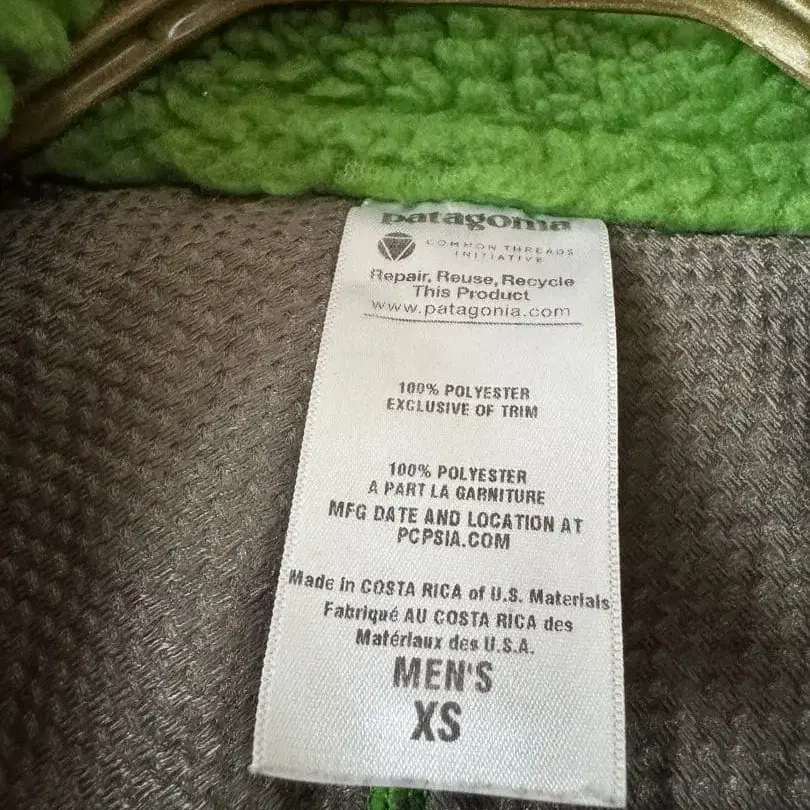 patagonia
COMMON THREADS
INITIATIVE
Repair, Reuse, Recycle
This Product
www.patagonia.com
100% POLYESTER
EXCLUSIVE OF TRIM
100% POLYESTER
A PART LA GARNITURE
MFG DATE AND LOCATION AT
PCPSIA.COM
Made in COSTA RICA of U.S. Materials
Fabriqué AU COSTA RICA des
Matériaux des U.S.A.
MEN'S
XS